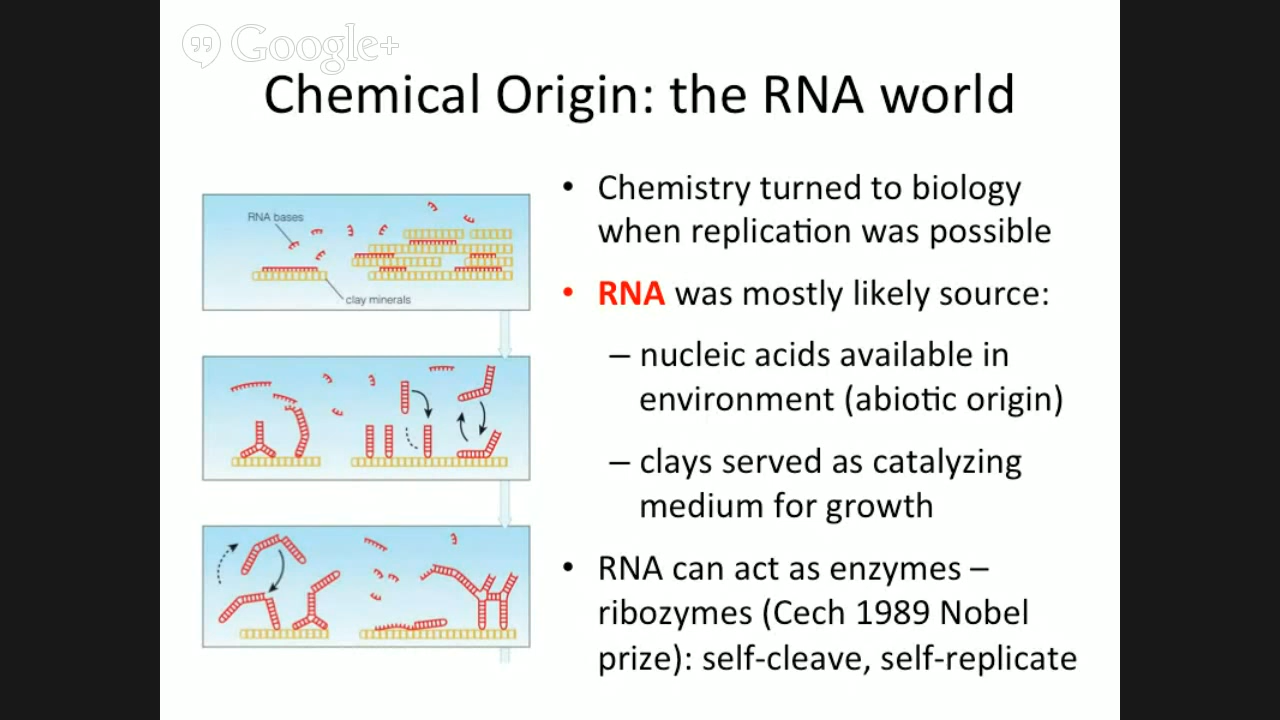 Google+
Chemical Origin: the RNA world
RNA bases
clay minerals
• Chemistry turned to biology
when replication was possible
• RNA was mostly likely source:
– nucleic acids available in
environment (abiotic origin)
– clays served as catalyzing
medium for growth
• RNA can act as enzymes –
ribozymes (Cech 1989 Nobel
prize): self-cleave, self-replicate